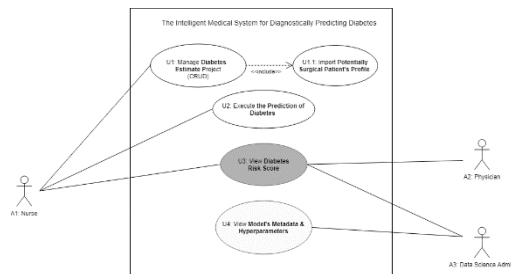 The Intelligent Medical System for Diagnostically Predicting Diabetes
U1: Manage Diabetes
Estimate Project
(CRUD)
<<include>>
U1.1: Import Potentially
Surgical Patient's Profile
U2: Execute the Prediction of
Diabetes
U3: View Diabetes
Risk Score
A2: Physician
A1: Nurse
U4: View Model's Metadata &
Hyperparameters
A3: Data Science Admi